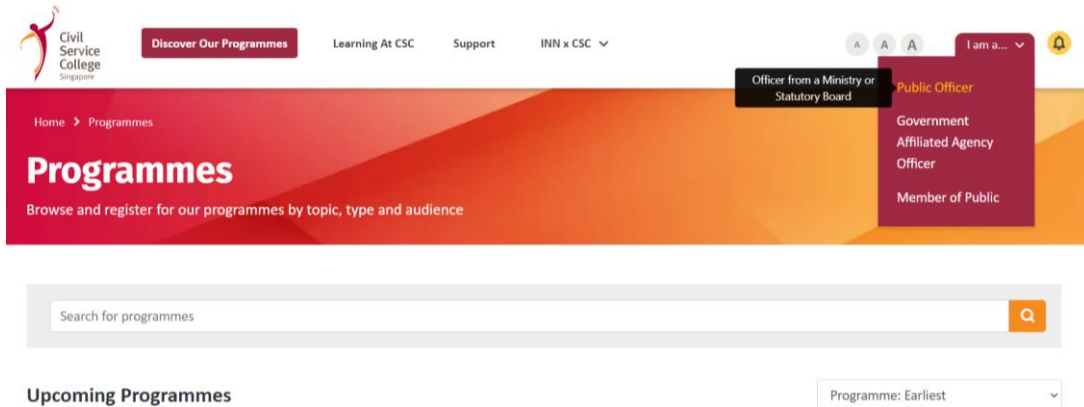 Civil
Service
College
Singapore
Discover Our Programmes
Learning At CSC
Support
INN x CSC
A A A
I am a...
Officer from a Ministry or
Statutory Board
Public Officer
Government
Affiliated Agency
Officer
Member of Public
Home > Programmes
Programmes
Browse and register for our programmes by topic, type and audience
Search for programmes
Upcoming Programmes
Programme: Earliest